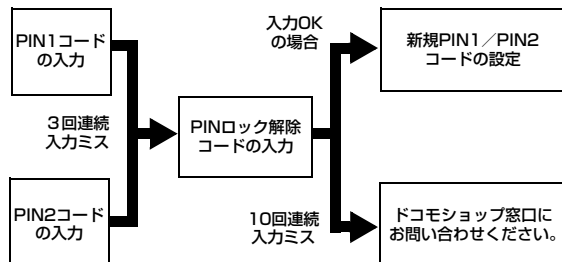 PIN1コード
の入力
3回連続
入力ミス
PIN2コード
の入力
PINロック解除
コードの入力
入力OK
の場合
新規PIN1／PIN2
コードの設定
10回連続
入力ミス
ドコモショップ窓口に
お問い合わせください。